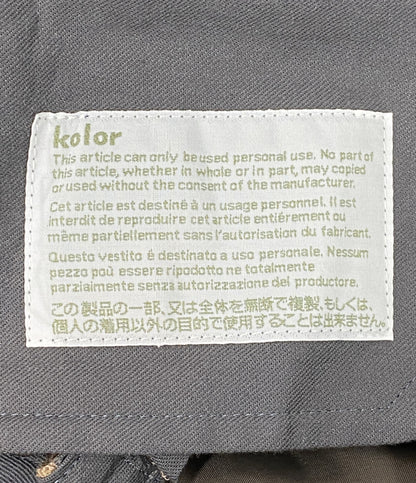 kolor
This article can only be used personal use. No part of
this article, whether in whole or in part, may copied
or used without the consent of the manufacturer.
Cet article est destiné à un usage personnel. Il est
interdit de reproduire cet article entiérement ou
même partiellement sans l'autorisation du fabricant.
Questo vestito é destinato a uso personale. Nessum
pezzo può essere ripodotto ne totalmente
parziaimente senza autorizzazione del productore.
この製品の一部、又は全体を無断で複製、もしくは、
個人の着用以外の目的で使用することは出来ません。